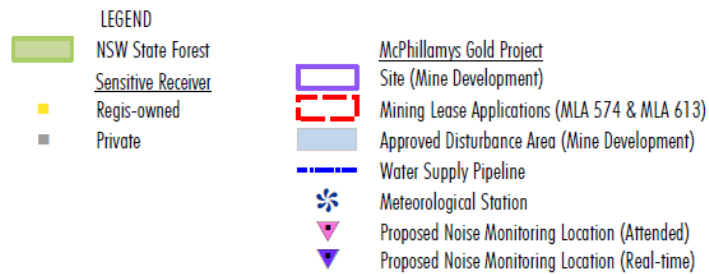 LEGEND
NSW State Forest
Sensitive Receiver
Regis-owned
Private
McPhillamys Gold Project
Site (Mine Development)
Mining Lease Applications (MLA 574 & MLA 613)
Approved Disturbance Area (Mine Development)
Water Supply Pipeline
Meteorological Station
Proposed Noise Monitoring Location (Attended)
Proposed Noise Monitoring Location (Real-time)